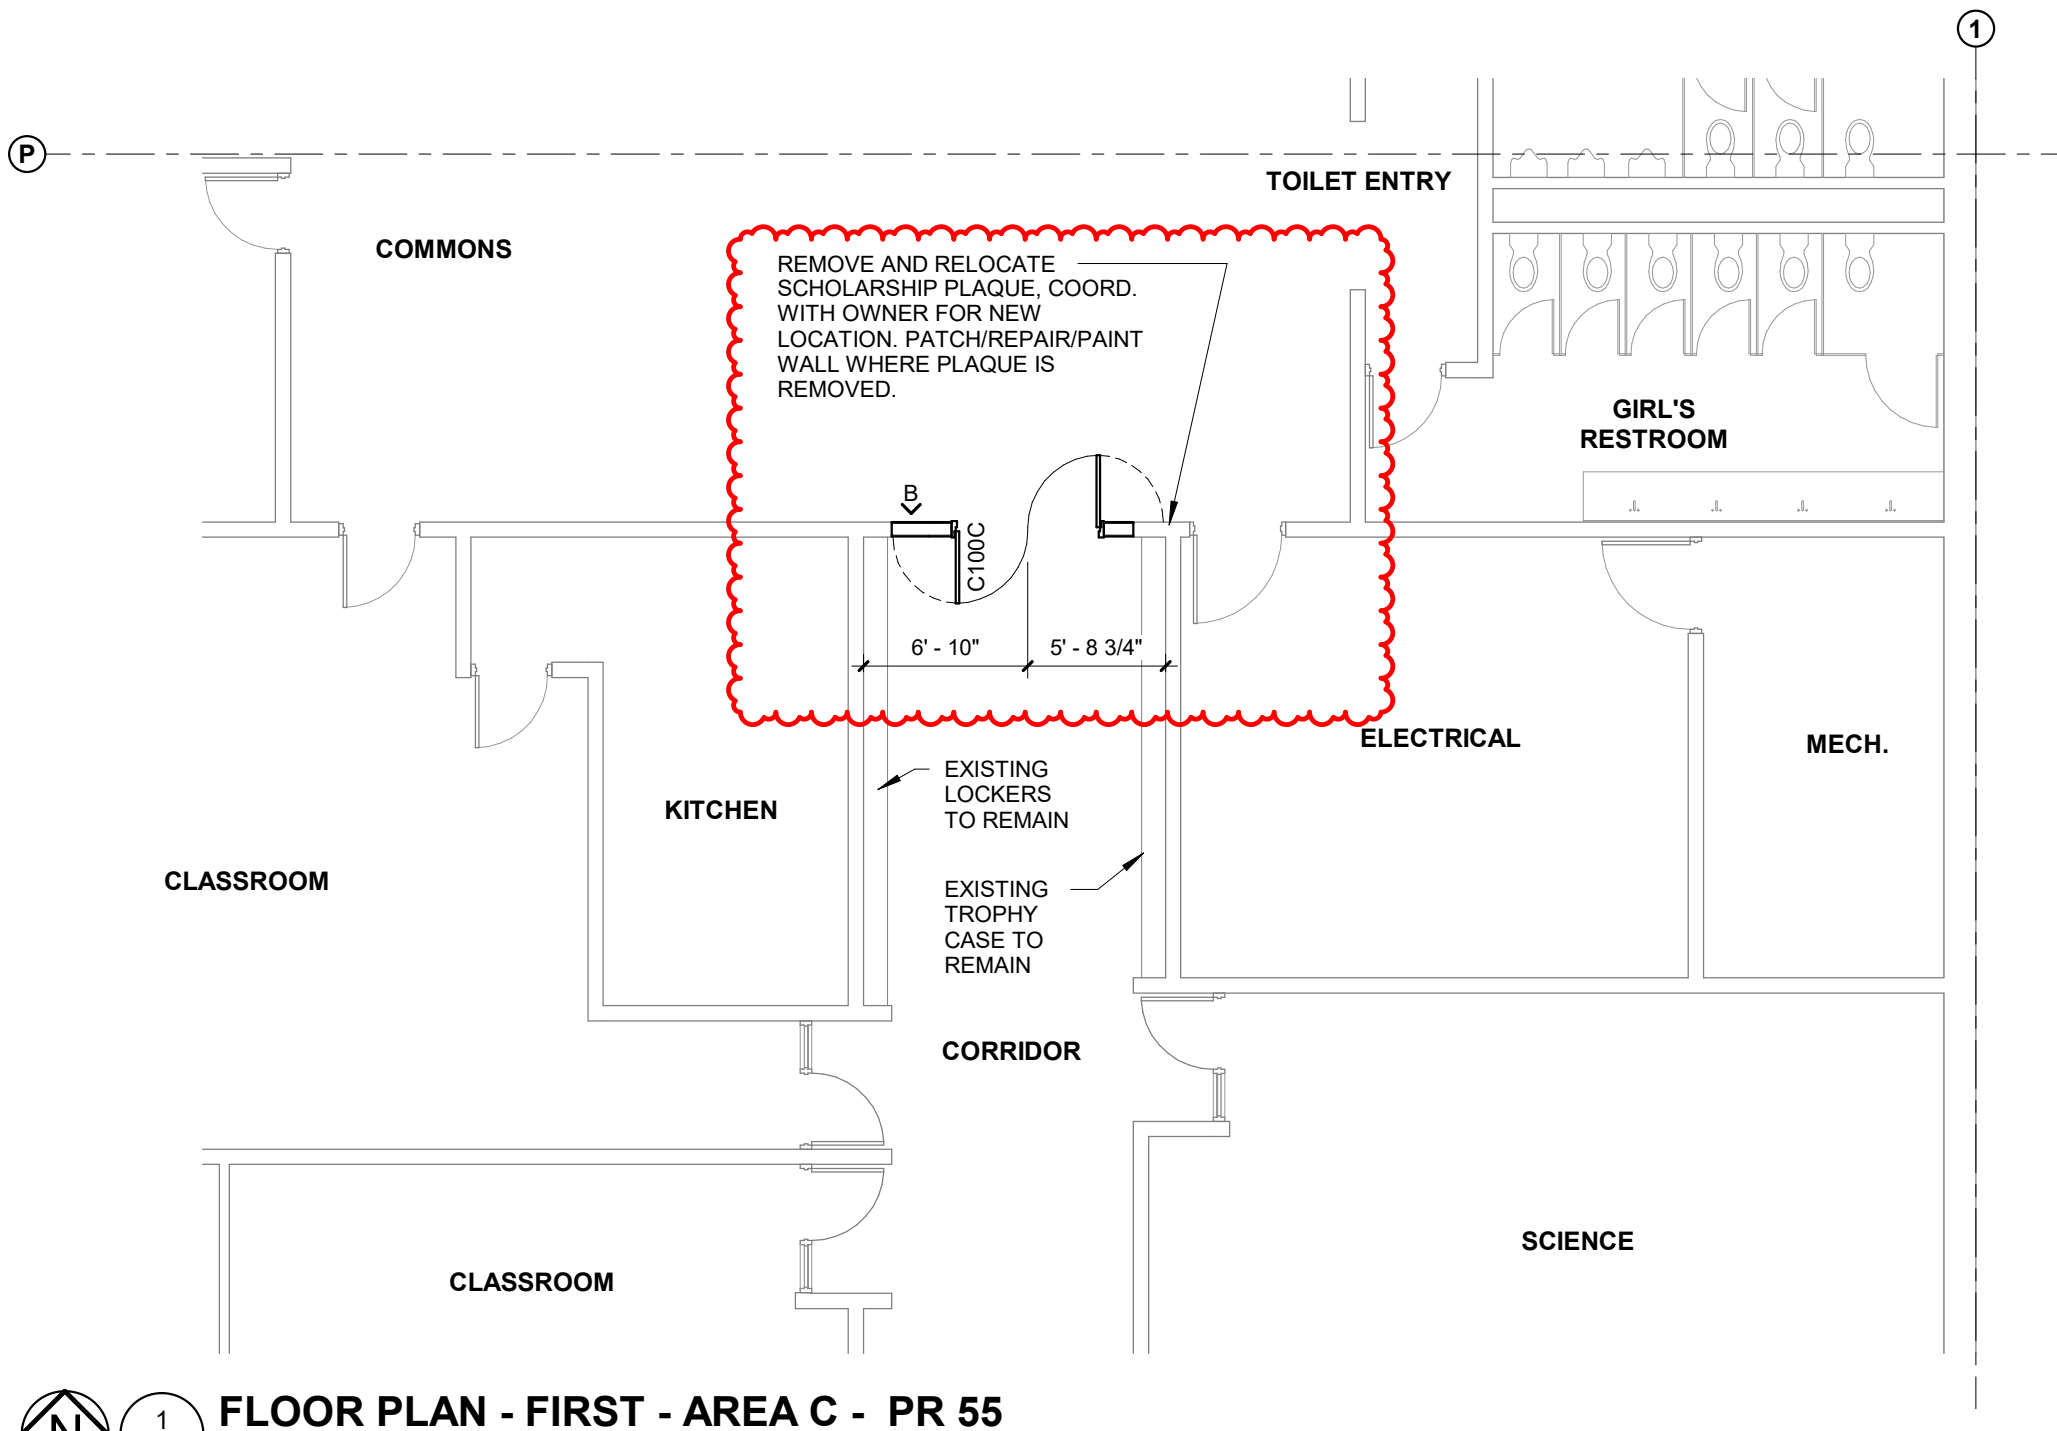 1
P
TOILET ENTRY
COMMONS
REMOVE AND RELOCATE
SCHOLARSHIP PLAQUE, COORD.
WITH OWNER FOR NEW
LOCATION. PATCH/REPAIR/PAINT
WALL WHERE PLAQUE IS
REMOVED.
GIRL'S
RESTROOM
B
C100C
6' - 10"
5' - 8 3/4"
ELECTRICAL
MECH.
EXISTING
LOCKERS
TO REMAIN
KITCHEN
CLASSROOM
EXISTING
TROPHY
CASE TO
REMAIN
CORRIDOR
SCIENCE
CLASSROOM
N
1
FLOOR PLAN - FIRST - AREA C - PR 55